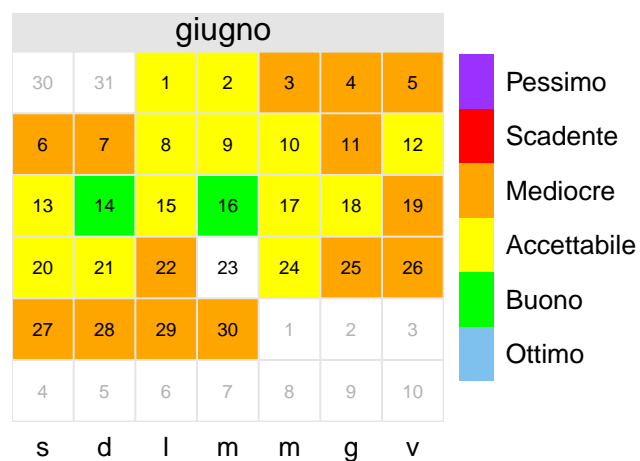 giugno
30 31 1 2 3 4 5
6 7 8 9 10 11 12
13 14 15 16 17 18 19
20 21 22 23 24 25 26
27 28 29 30 1 2 3
4 5 6 7 8 9 10
s d l m m g v
Pessimo
Scadente
Mediocre
Accettabile
Buono
Ottimo